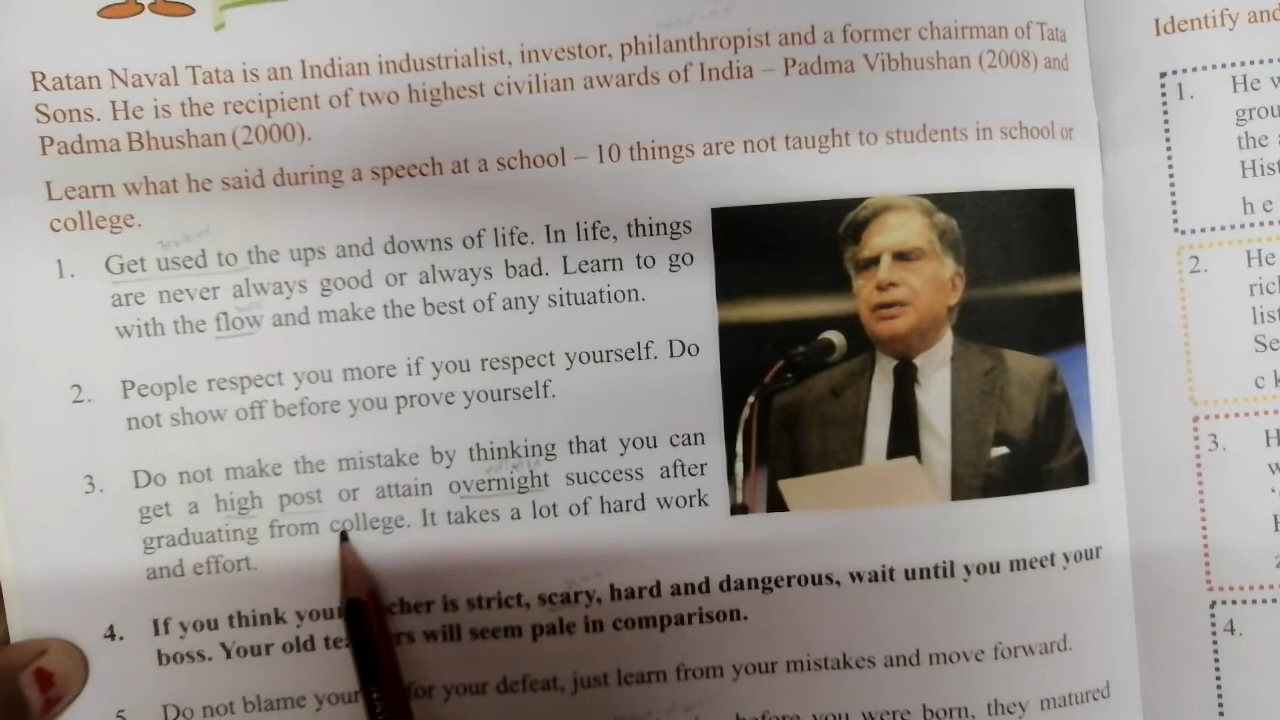 Ratan Naval Tata is an Indian industrialist, investor, philanthropist and a former chairman of Tata
Sons. He is the recipient of two highest civilian awards of India – Padma Vibhushan (2008) and
Padma Bhushan (2000).
Learn what he said during a speech at a school – 10 things are not taught to students in school or
college.
1. Get used to the ups and downs of life. In life, things
are never always good or always bad. Learn to go
with the flow and make the best of any situation.
2. People respect you more if you respect yourself. Do
not show off before you prove yourself.
3. Do not make the mistake by thinking that you can
get a high post or attain overnight success after
graduating from college. It takes a lot of hard work
and effort.
4. If you think your is strict, scary, hard and dangerous, wait until you meet your
boss. Your old will seem pale in comparison.
5 Do not blame for your defeat, just learn from your mistakes and move forward.
before you were born, they matured
Identify and
1. He
the
2. He
3.
4.